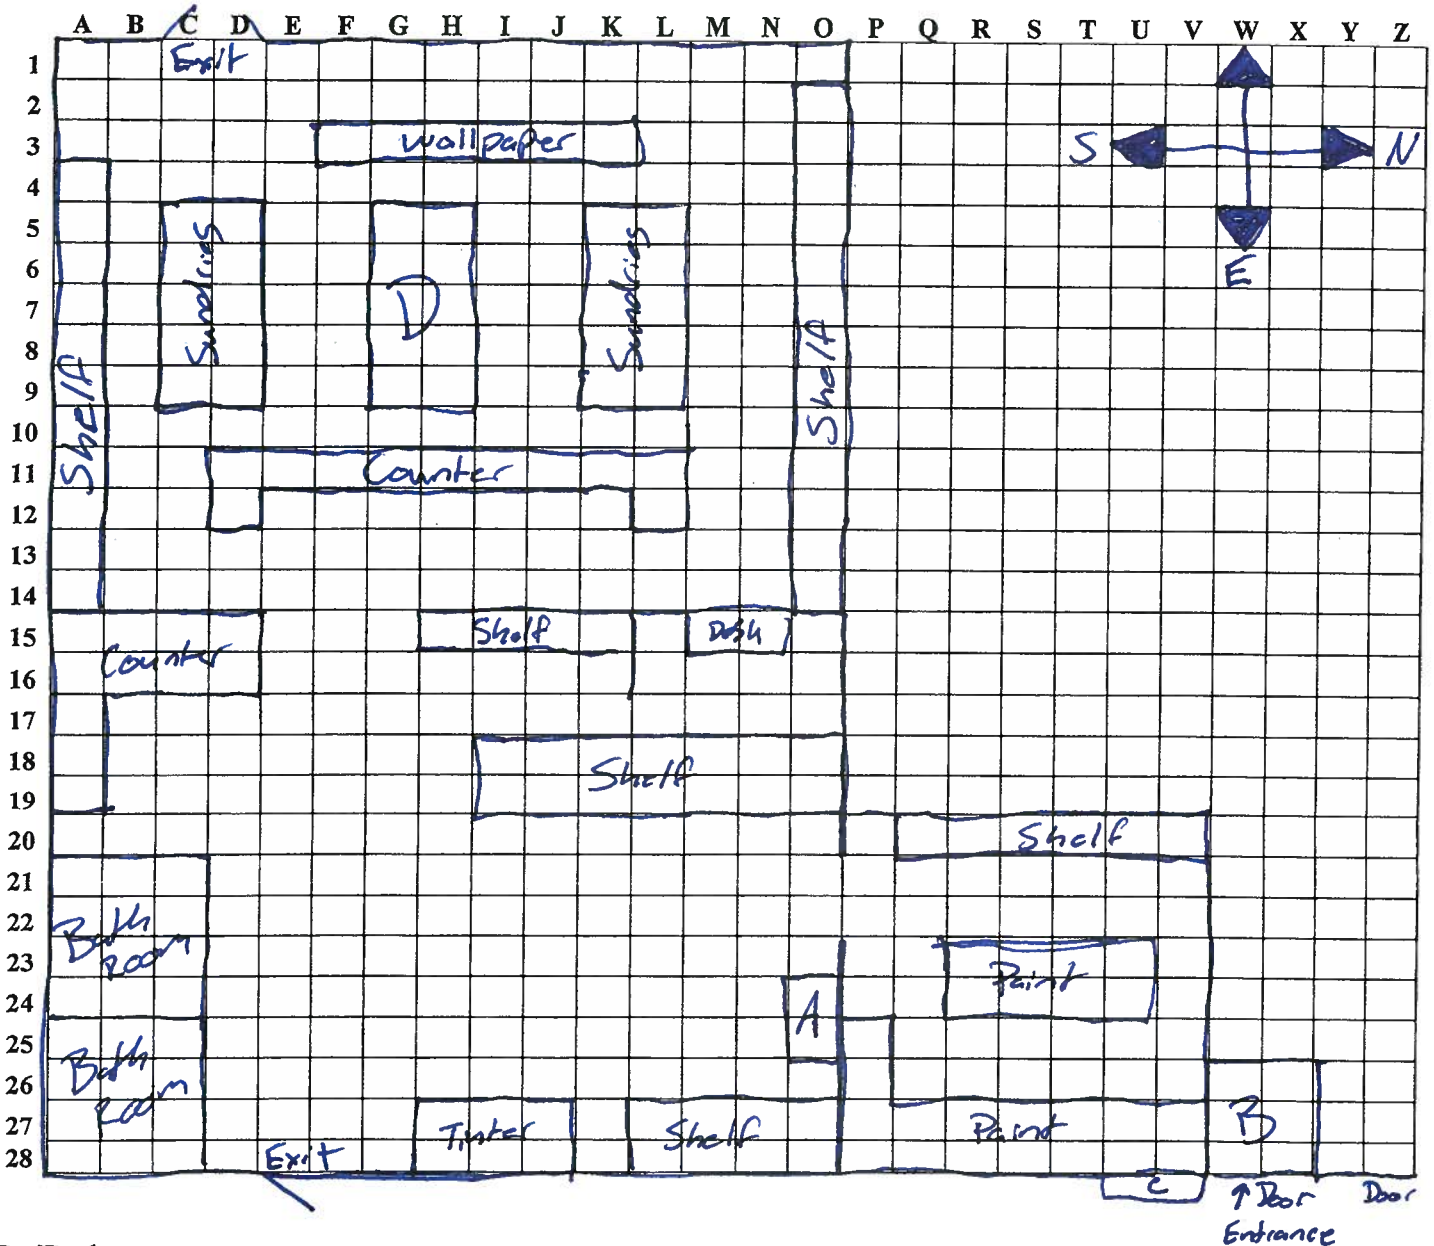 A B C D E F G H I J K L M N O P Q R S T U V W X Y Z
1
Exit
2
3
Wallpaper
S
N
4
5
Sundries
Sundries
6
E
7
D
8
Shelf
Shelf
9
10
11
Counter
12
13
14
15
Shelf
Desk
16
Counter
17
18
Shelf
19
20
Shelf
21
22
Bath
23
Room
Paint
24
A
25
Bath
26
Room
27
Tinter
Shelf
Paint
B
28
Exit
C
↑ Door
Door
Entrance